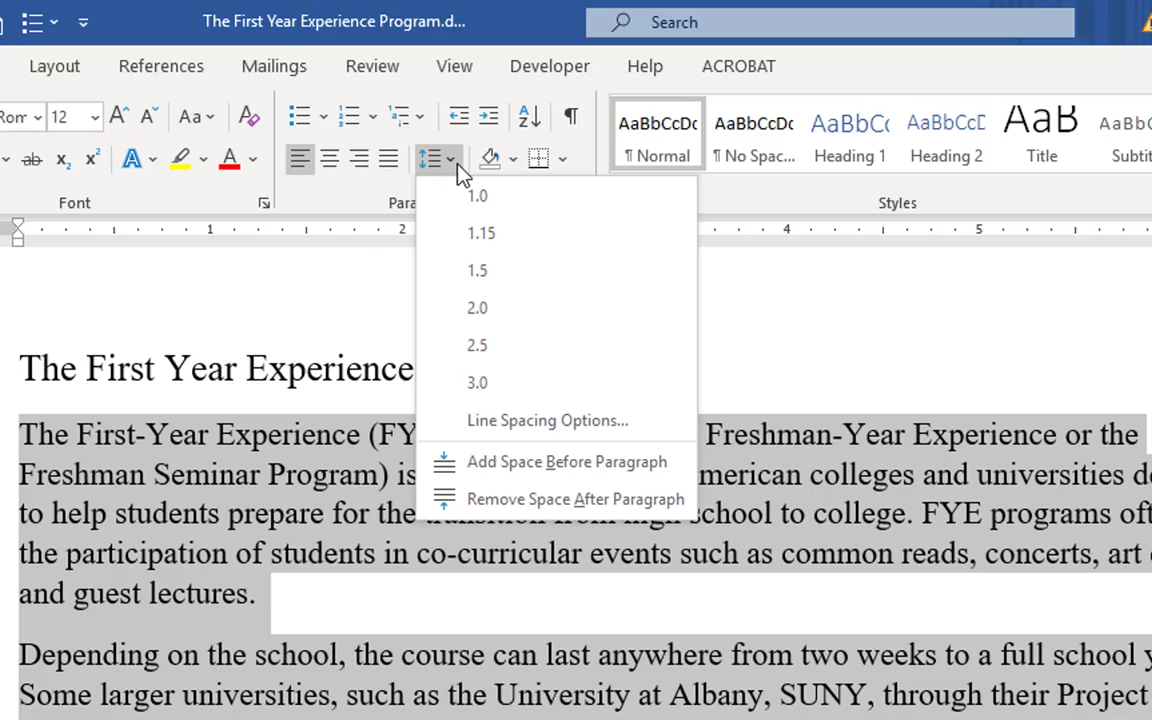 The First Year Experience Program.d...
Search
Layout References Mailings Review View Developer Help ACROBAT
12 Aa
AaBbCcDc AaBbCcDc AaBbCc AaBbCcD AaB
¶ Normal ¶ No Spac... Heading 1 Heading 2 Title
Font Styles
1 2 4 5
1.0
1.15
1.5
2.0
2.5
3.0
Line Spacing Options...
Add Space Before Paragraph
Remove Space After Paragraph
The First Year Experience
The First-Year Experience (FY Freshman-Year Experience or the
Freshman Seminar Program) is merican colleges and universities
to help students prepare for the transition from high school to college. FYE programs
the participation of students in co-curricular events such as common reads, concerts, art
and guest lectures.
Depending on the school, the course can last anywhere from two weeks to a full school
Some larger universities, such as the University at Albany, SUNY, through their Project